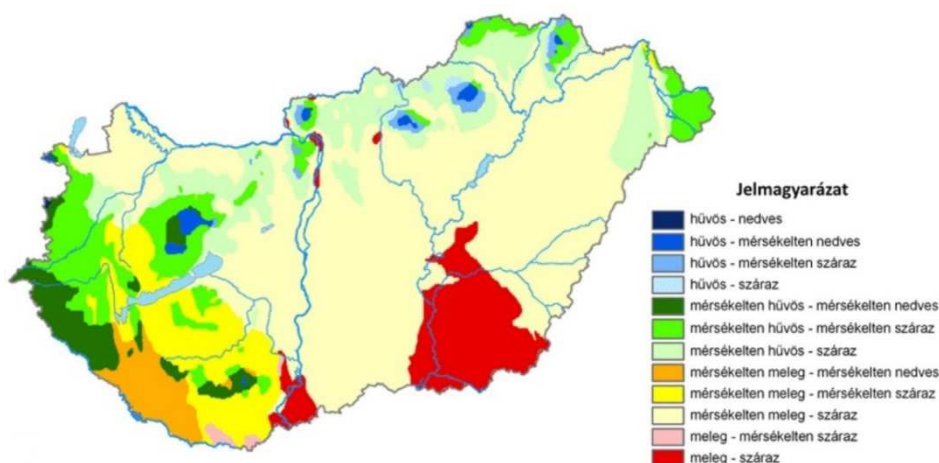 Jelmagyarázat
hűvös - nedves
hűvös - mérsékelten nedves
hűvös - mérsékelten száraz
hűvös - száraz
mérsékelten hűvös - mérsékelten nedves
mérsékelten hűvös - mérsékelten száraz
mérsékelten hűvös - száraz
mérsékelten meleg - mérsékelten nedves
mérsékelten meleg - mérsékelten száraz
mérsékelten meleg - száraz
meleg - mérsékelten száraz
meleg - száraz